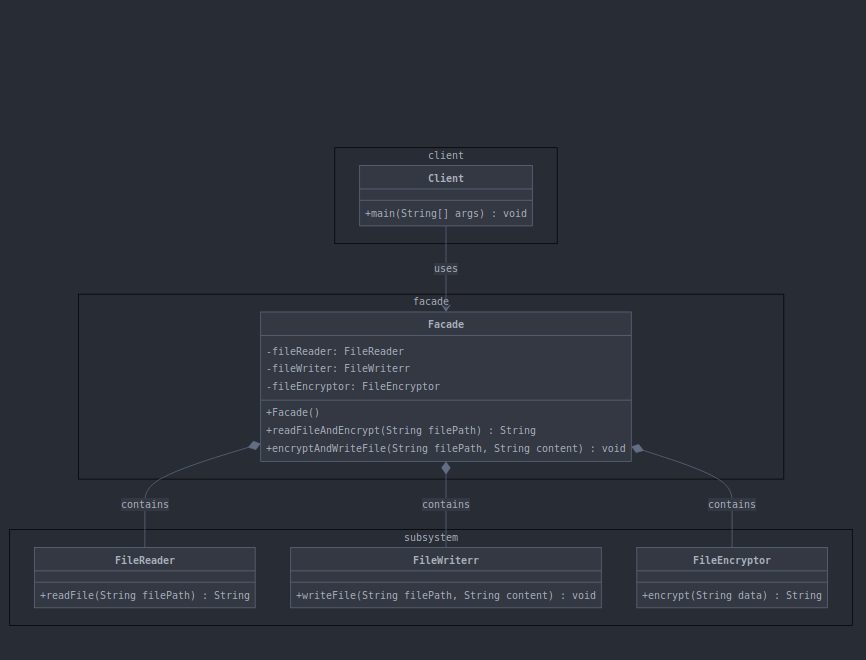 client
Client
+main(String[] args) : void
uses
facade
Facade
-fileReader: FileReader
-fileWriter: FileWriterr
-fileEncryptor: FileEncryptor
+Facade()
+readFileAndEncrypt(String filePath) : String
+encryptAndWriteFile(String filePath, String content) : void
contains
contains
contains
subsystem
FileReader
+readFile(String filePath) : String
FileWriterr
+writeFile(String filePath, String content) : void
FileEncryptor
+encrypt(String data) : String